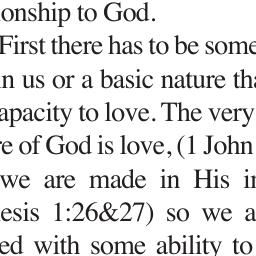 onship to God.
First there has to be some
in us or a basic nature tha
apacity to love. The very
re of God is love, (1 John
we are made in His i
esis 1:26&27) so we a
ed with some ability to